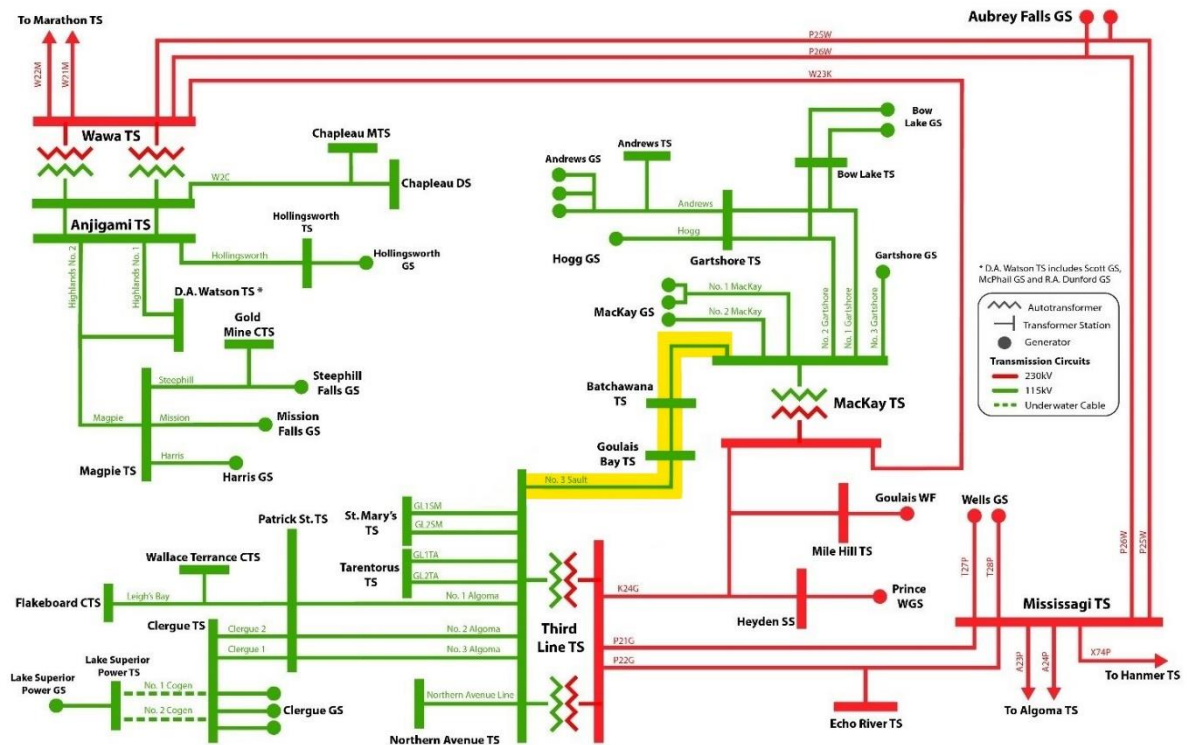 To Marathon TS
Aubrey Falls GS
P25W
P26W
W23K
W22M
W21M
Wawa TS
Chapleau MTS
W2C
Chapleau DS
Anjigami TS
Highlands No. 2
Highlands No. 1
Hollingsworth
TS
Hollingsworth
Hollingsworth
GS
D.A. Watson TS *
Gold
Mine CTS
Steephill
Steephill
Falls GS
Magpie
Mission
Mission
Falls GS
Harris
Harris GS
Magpie TS
Bow
Lake GS
Andrews TS
Andrews GS
Bow Lake TS
Andrews
Hogg
Hogg GS
Gartshore TS
Gartshore GS
No. 1 MacKay
MacKay GS
No. 2 MacKay
No. 2 Gartshore
No. 1 Gartshore
No. 3 Gartshore
Batchawana
TS
MacKay TS
Goulais
Bay TS
No. 3 Sault
* D.A. Watson TS includes Scott GS,
McPhail GS and R.A. Dunford GS
Autotransformer
Transformer Station
Generator
Transmission Circuits
230kV
115kV
Underwater Cable
Patrick St. TS
St. Mary's
TS
GL1SM
GL2SM
Tarentorus
TS
GL1TA
GL2TA
Wallace Terrance CTS
Flakeboard CTS
Leigh's Bay
No. 1 Algoma
Clergue TS
Clergue 2
No. 2 Algoma
Clergue 1
No. 3 Algoma
Lake Superior
Power TS
Lake Superior
Power GS
No. 1 Cogen
No. 2 Cogen
Clergue GS
Northern Avenue Line
Northern Avenue TS
Third
Line TS
Goulais WF
Mile Hill TS
K24G
Prince
WGS
Heyden SS
P21G
P22G
Echo River TS
Wells GS
T27P
T28P
P26W
P25W
Mississagi TS
A23P
A24P
X74P
To Hanmer TS
To Algoma TS